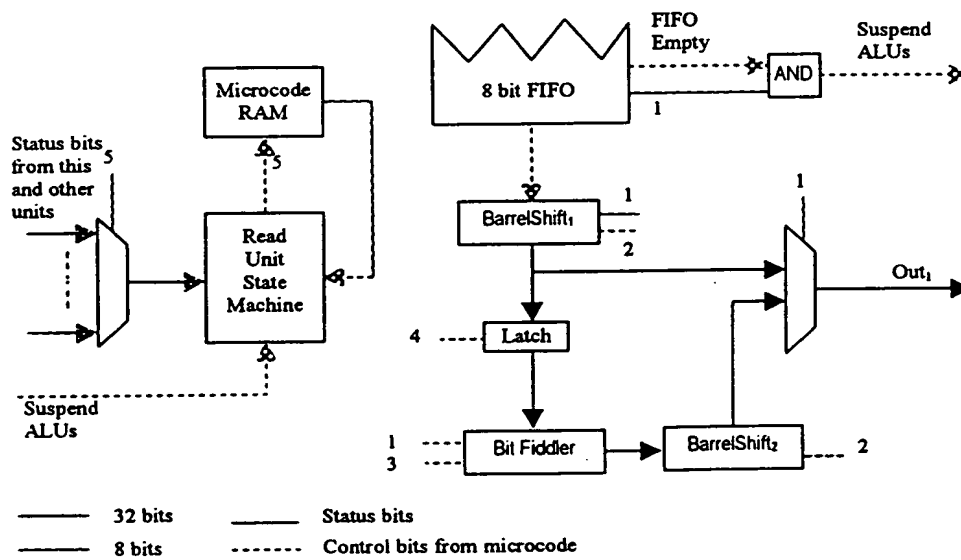 FIFO
Empty
Suspend
ALUs
AND
8 bit FIFO
1
Microcode
RAM
5
Status bits
from this
and other
units
5
Read
Unit
State
Machine
Suspend
ALUs
BarrelShift1
1
2
1
Out1
4
Latch
1
3
Bit Fiddler
BarrelShift2
2
32 bits
Status bits
8 bits
Control bits from microcode